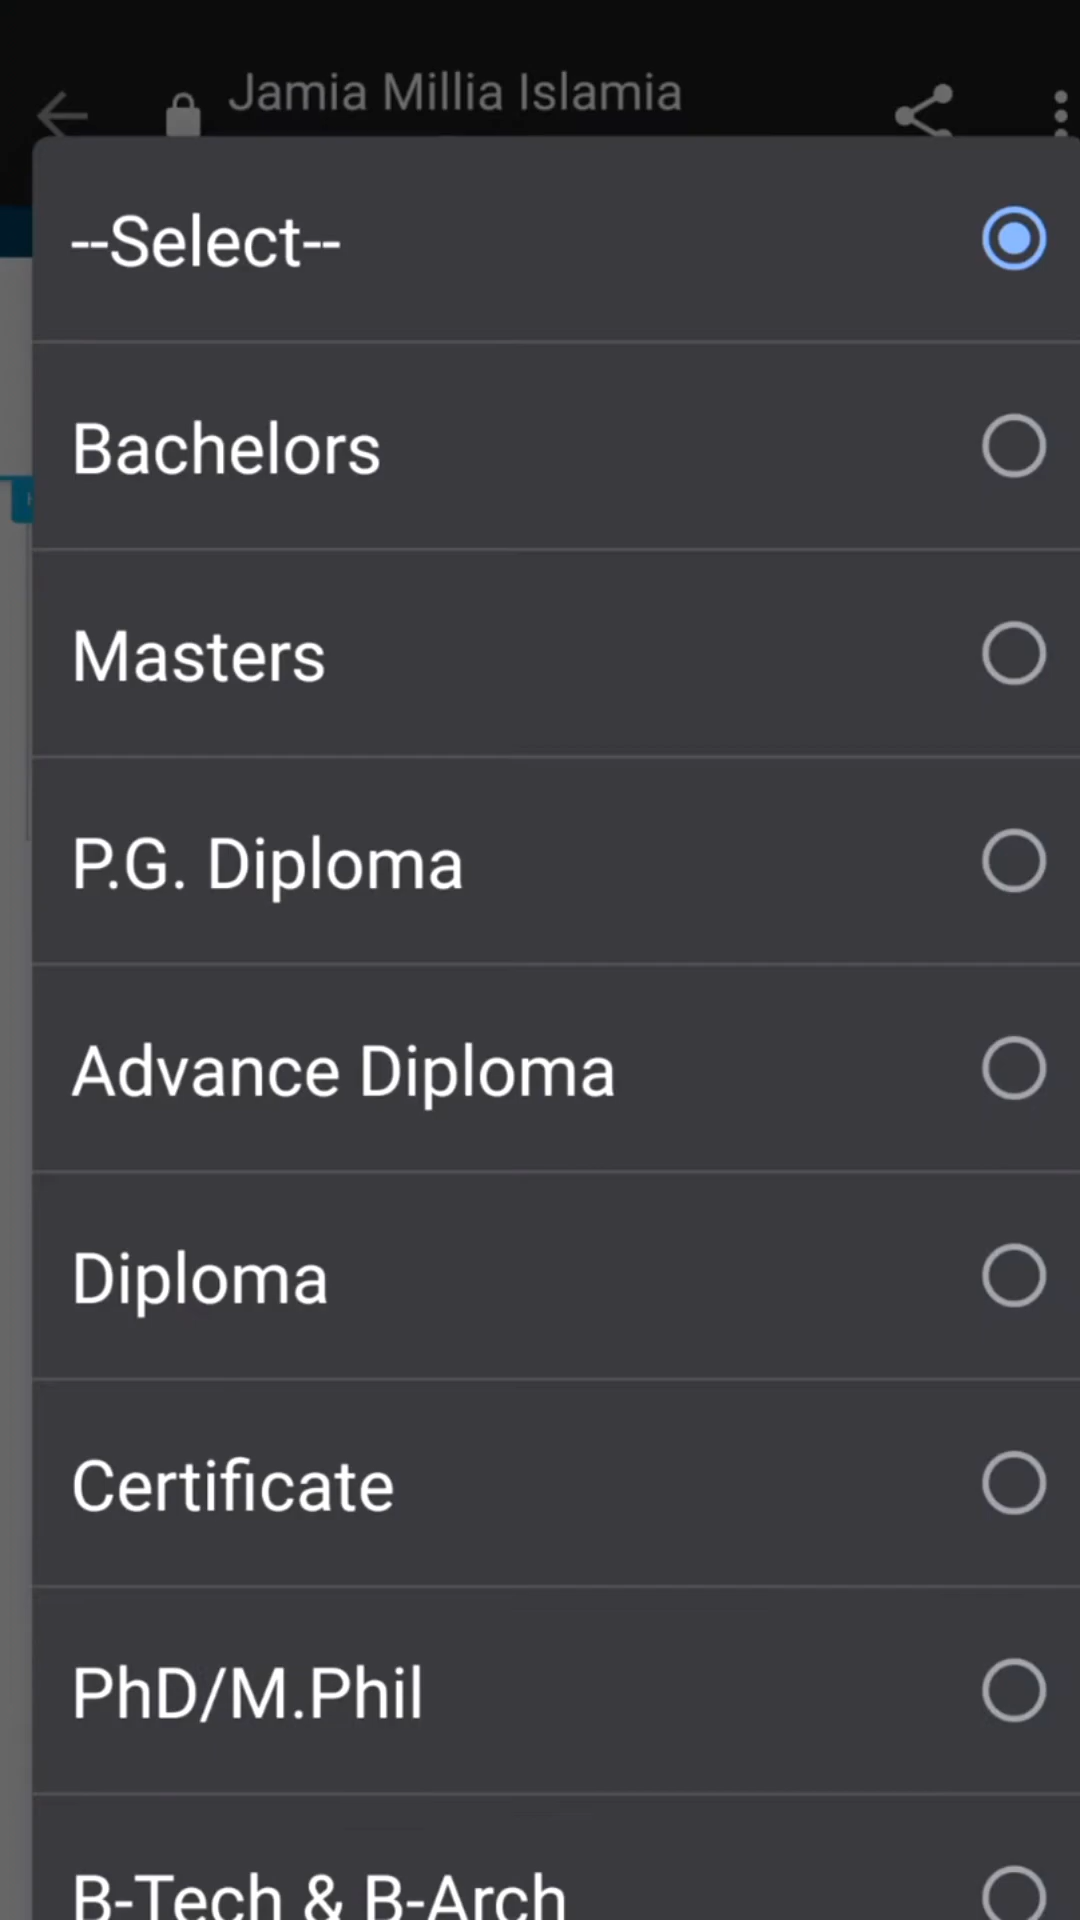 Jamia Millia Islamia
--Select--
Bachelors
Masters
P.G. Diploma
Advance Diploma
Diploma
Certificate
PhD/M.Phil
B-Tech & B-Arch